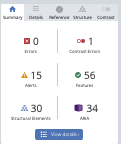 Summary Details Reference Structure Contrast
0 1
Errors Contrast Errors
15 56
Alerts Features
30 34
Structural Elements ARIA
View details ›